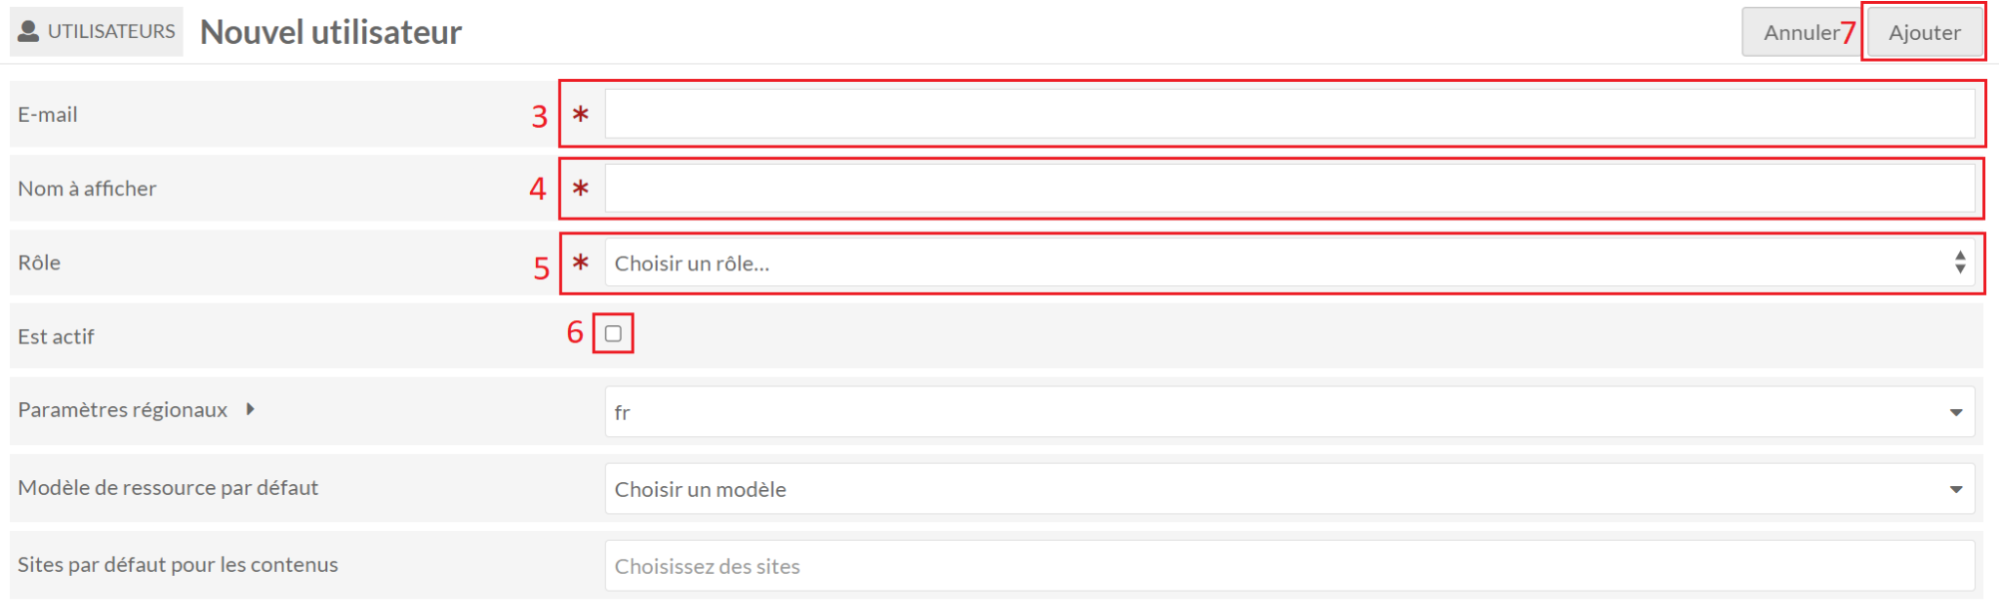 UTILISATEURS Nouvel utilisateur Annuler 7 Ajouter
E-mail 3 *
Nom à afficher 4 *
Rôle 5 * Choisir un rôle...
Est actif 6
Paramètres régionaux fr
Modèle de ressource par défaut Choisir un modèle
Sites par défaut pour les contenus Choisissez des sites